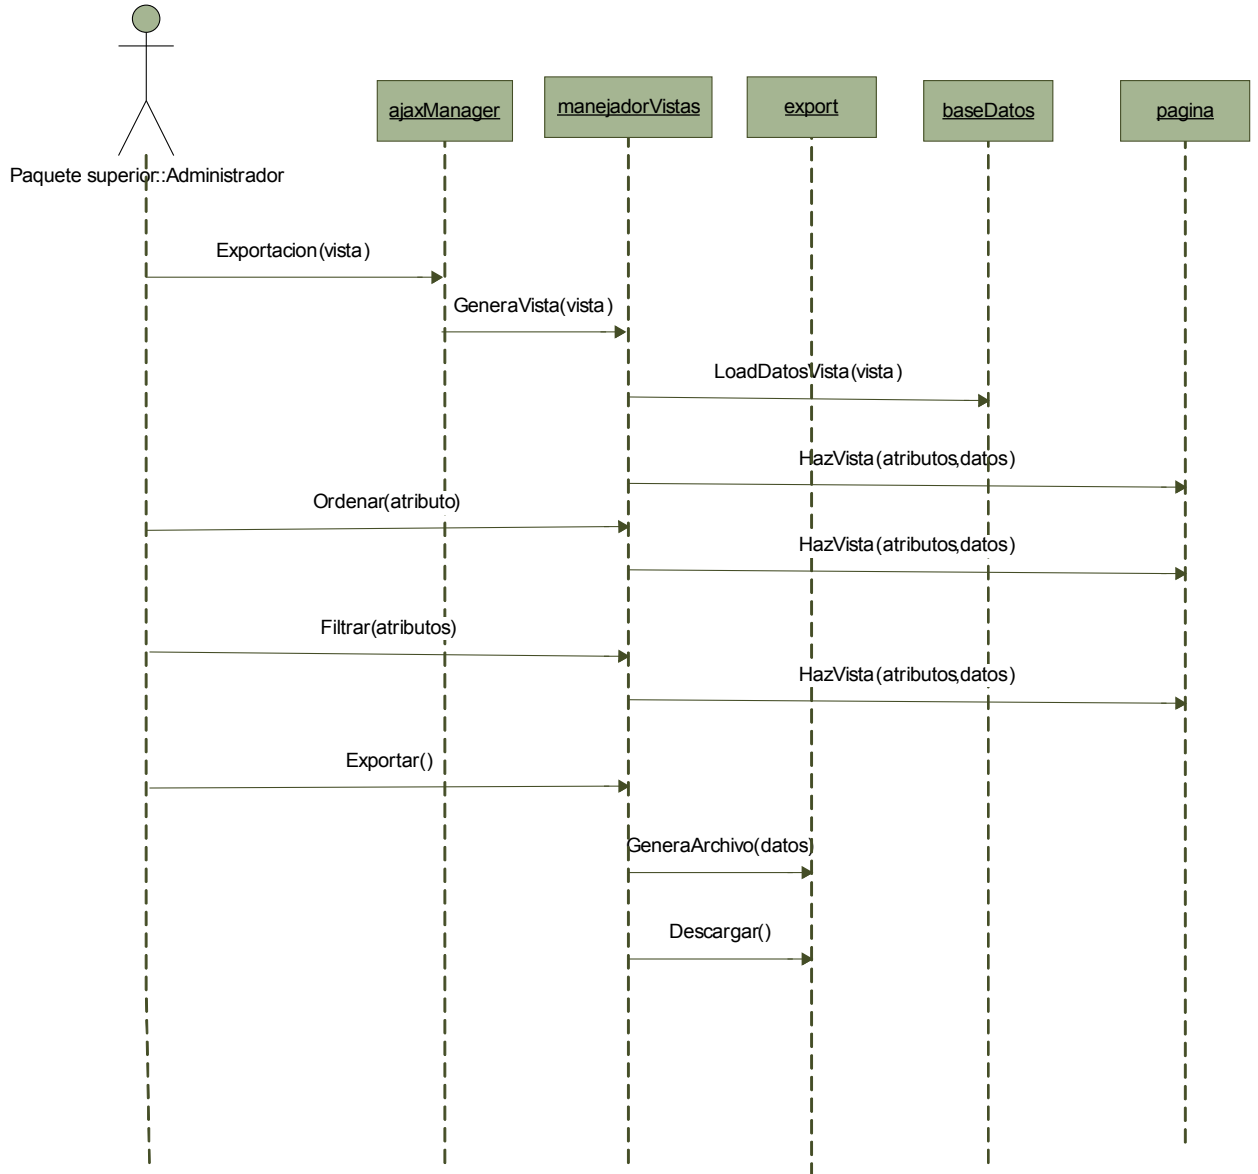 ajaxManager
manejadorVistas
export
baseDatos
pagina
Paquete superior::Administrador
Exportacion(vista)
GeneraVista(vista)
LoadDatosVista(vista)
HazVista(atributos,datos)
Ordenar(atributo)
HazVista(atributos,datos)
Filtrar(atributos)
HazVista(atributos,datos)
Exportar()
GeneraArchivo(datos)
Descargar()